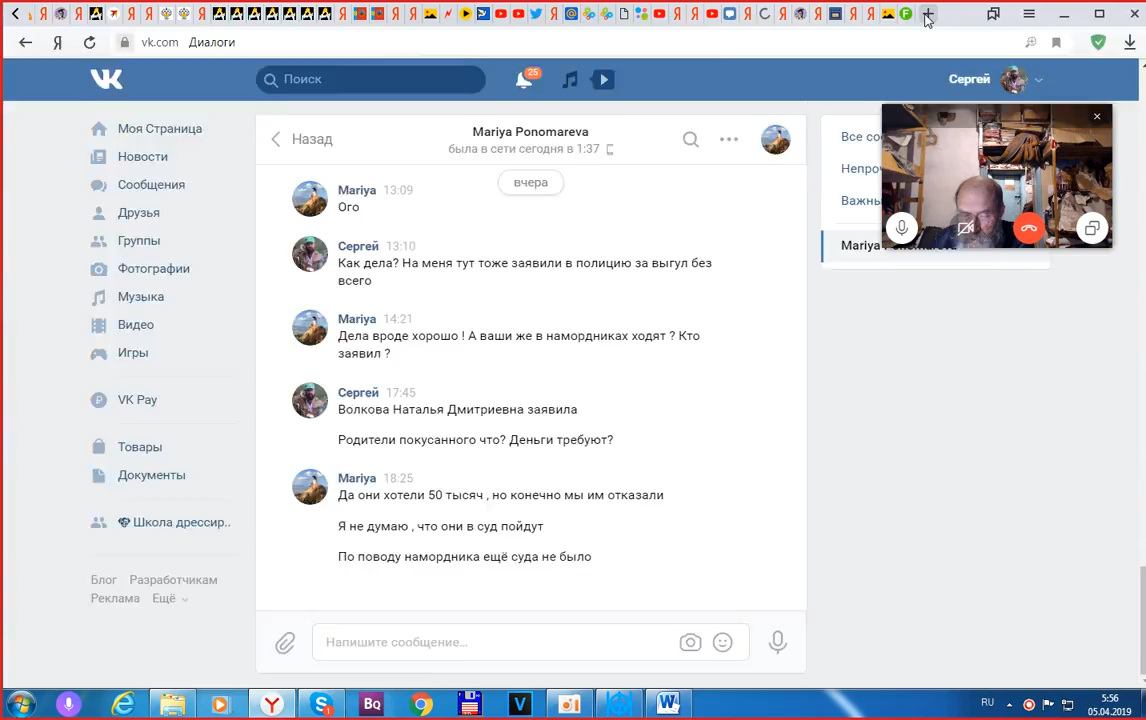 vk.com Диалоги
Поиск
25
Сергей
Моя Страница
Новости
Сообщения
Друзья
Группы
Фотографии
Музыка
Видео
Игры
VK Pay
Товары
Документы
Школа дрессир..
Блог Разработчикам
Реклама Ещё
Назад
Mariya Ponomareva
была в сети сегодня в 1:37
вчера
Mariya 13:09
Ого
Сергей 13:10
Как дела? На меня тут тоже заявили в полицию за выгул без
всего
Mariya 14:21
Дела вроде хорошо ! А ваши же в намордниках ходят ? Кто
заявил ?
Сергей 17:45
Волкова Наталья Дмитриевна заявила
Родители покусанного что? Деньги требуют?
Mariya 18:25
Да они хотели 50 тысяч , но конечно мы им отказали
Я не думаю , что они в суд пойдут
По поводу намордника ещё суда не было
Напишите сообщение...
Все со
Непроч
Важны
Mariya Ponomareva
Bq
RU
5:56
05.04.2019